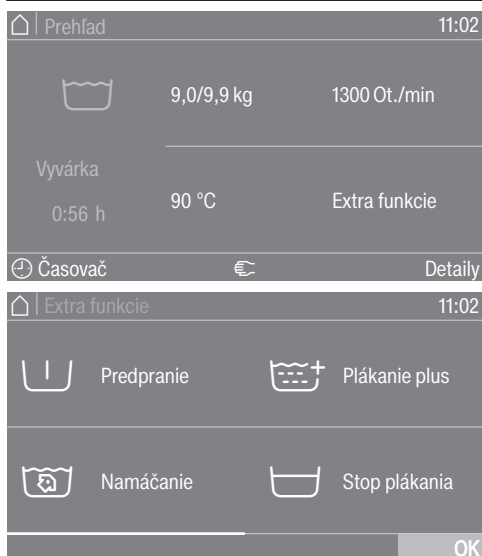 Prehľad 11:02
9,0/9,9 kg 1300 Ot./min
Vyvárka
0:56 h
90 °C Extra funkcie
Časovač Detaily
Extra funkcie 11:02
Predpranie Plákanie plus
Namáčanie Stop plákania
OK